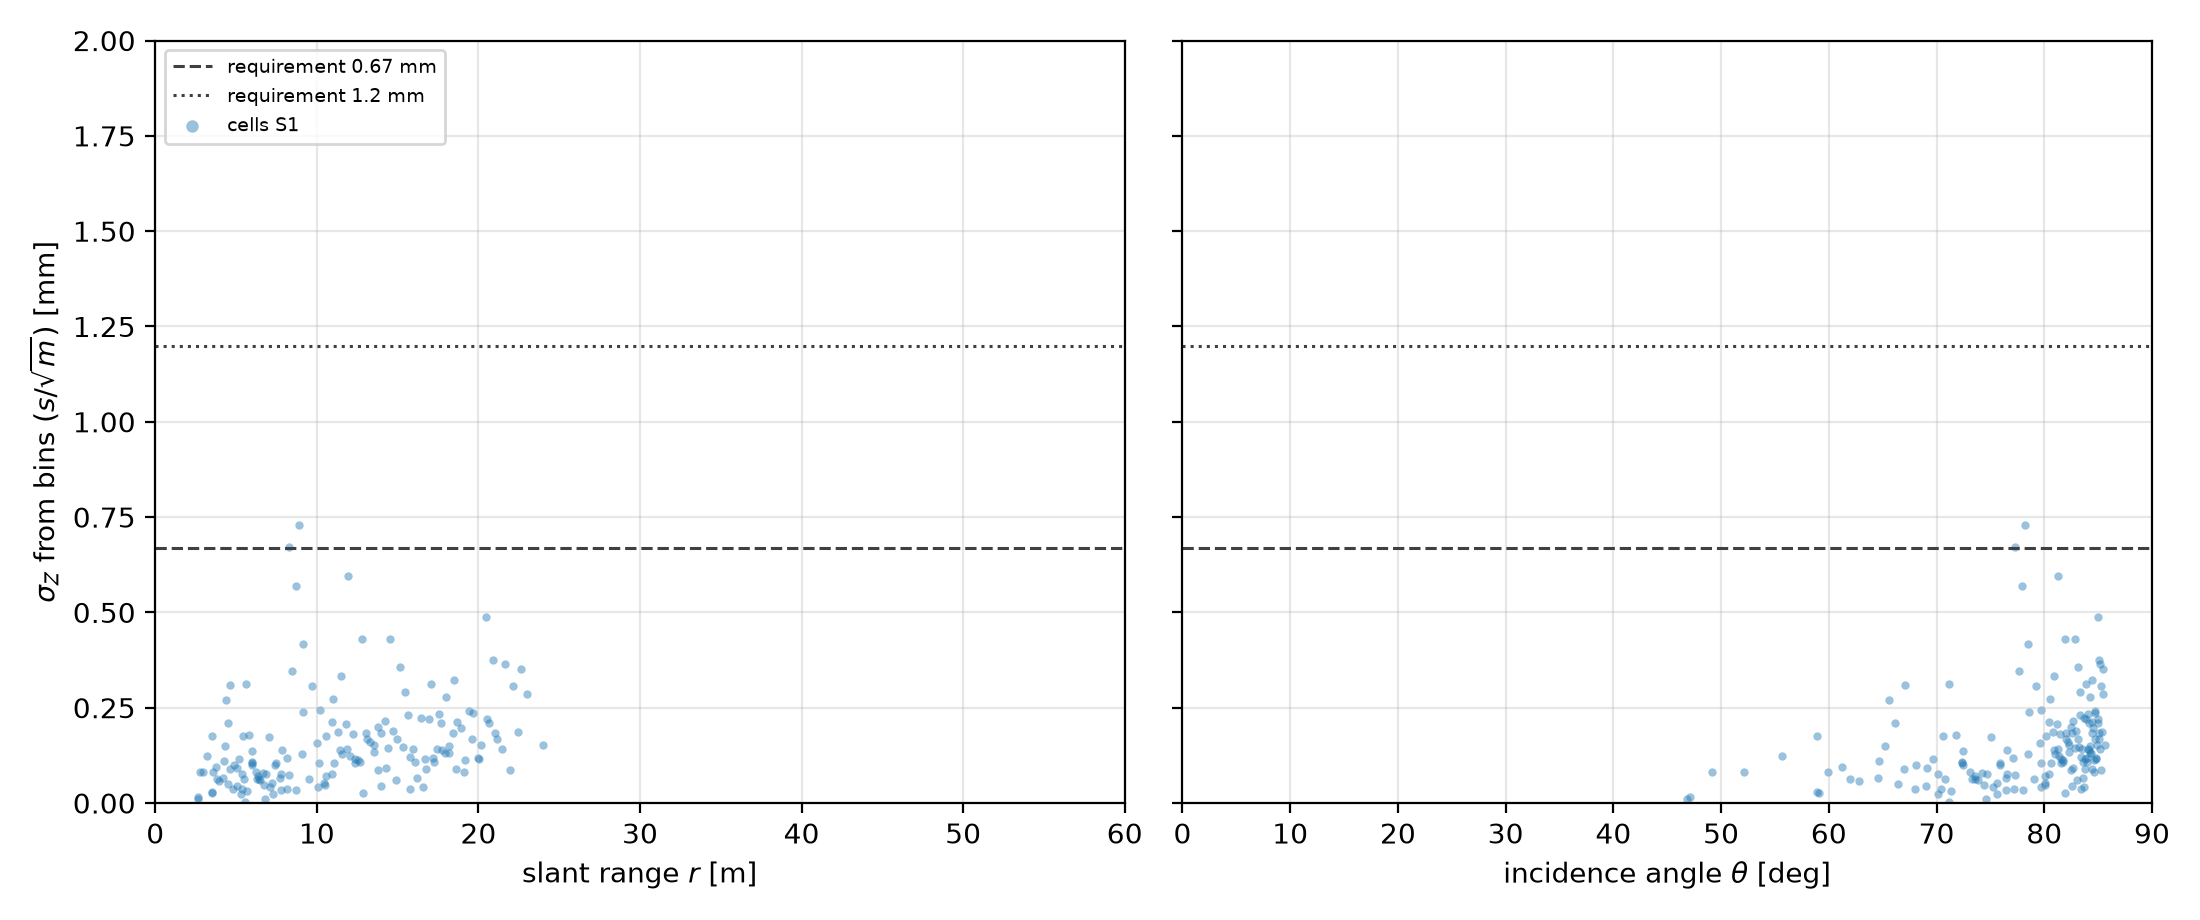 2.00
1.75
1.50
1.25
1.00
0.75
0.50
0.25
0.00
σZ from bins (s/√m) [mm]
requirement 0.67 mm
requirement 1.2 mm
cells S1
0 10 20 30 40 50 60
slant range r [m]
0 10 20 30 40 50 60 70 80 90
incidence angle θ [deg]